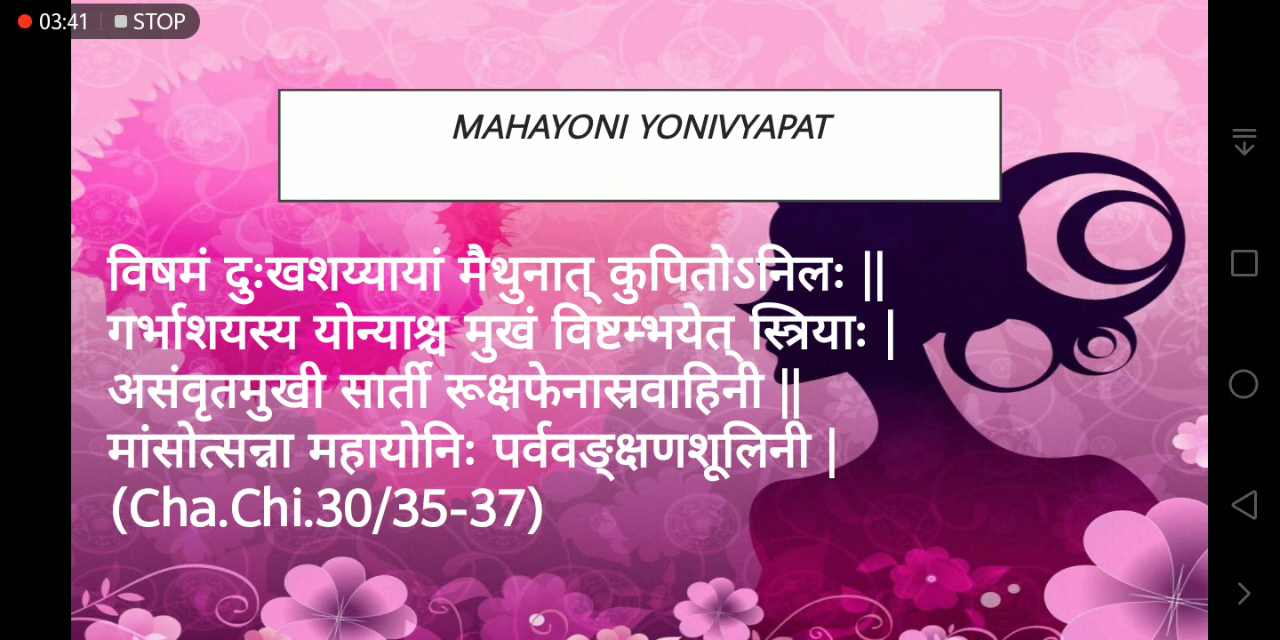 03:41 STOP
MAHAYONI YONIVYAPAT
विषमं दुःखशय्यायां मैथुनात् कुपितोऽनिलः ||
गर्भाशयस्य योन्याश्च मुखं विष्टम्भयेत् स्त्रियाः |
असंवृतमुखी सार्ती रूक्षफेनास्रवाहिनी ||
मांसोत्सन्ना महायोनिः पर्ववङ्क्षणशूलिनी |
(Cha.Chi.30/35-37)